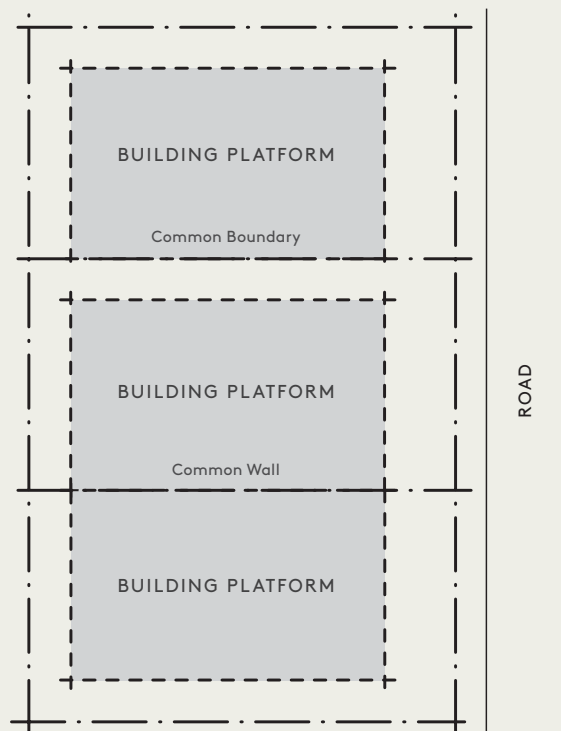 BUILDING PLATFORM
Common Boundary
BUILDING PLATFORM
ROAD
Common Wall
BUILDING PLATFORM